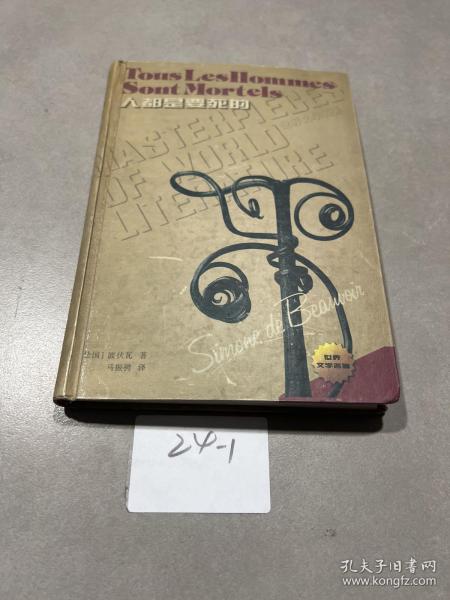 Tous Les Hommes
Sont Mortels
人都是要死的
MASTERPIECES
OF WORLD
LITERATURE
Simone de Beauvoir
法国] 波伏瓦 著
马振骋 译
世界
文学名著
24-1
孔夫子旧书网
www.kongfz.com